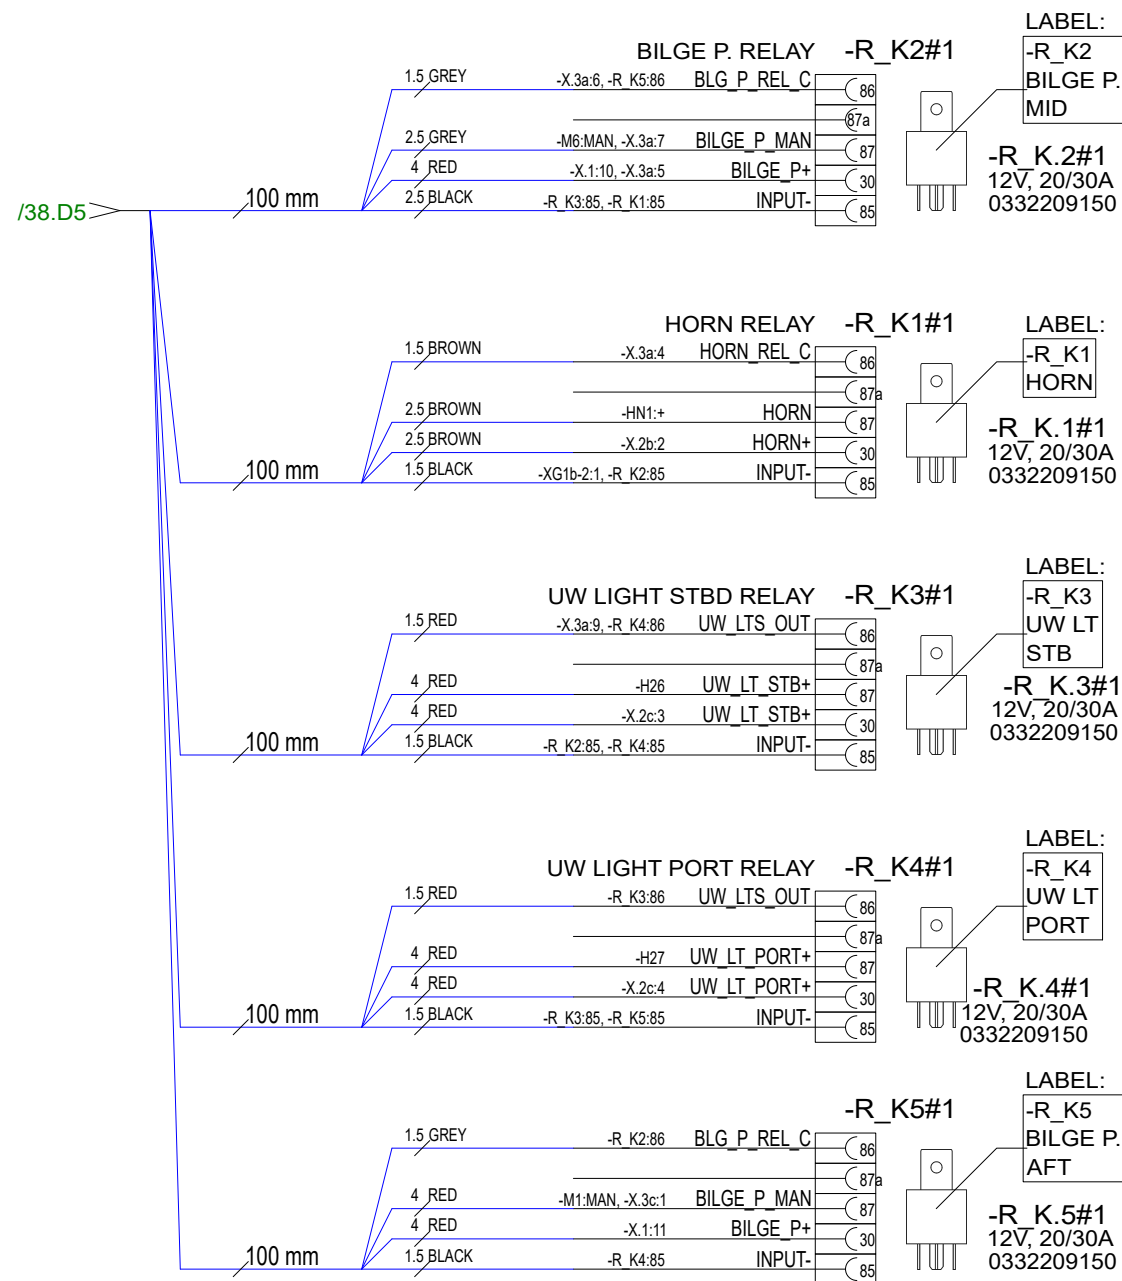 LABEL:
BILGE P. RELAY -R_K2#1
-R_K2
BILGE P.
MID
1.5 GREY -X.3a:6, -R_K5:86 BLG_P_REL_C 86
87a
2.5 GREY -M6:MAN, -X.3a:7 BILGE_P_MAN 87
4 RED -X.1:10, -X.3a:5 BILGE_P+ 30
/38.D5 100 mm 2.5 BLACK -R_K3:85, -R_K1:85 INPUT- 85
-R_K.2#1
12V, 20/30A
0332209150
HORN RELAY -R_K1#1
LABEL:
-R_K1
HORN
1.5 BROWN -X.3a:4 HORN_REL_C 86
87a
2.5 BROWN -HN1:+ HORN 87
2.5 BROWN -X.2b:2 HORN+ 30
100 mm 1.5 BLACK -XG1b-2:1, -R_K2:85 INPUT- 85
-R_K.1#1
12V, 20/30A
0332209150
LABEL:
UW LIGHT STBD RELAY -R_K3#1
-R_K3
UW LT
STB
1.5 RED -X.3a:9, -R_K4:86 UW_LTS_OUT 86
87a
4 RED -H26 UW_LT_STB+ 87
4 RED -X.2c:3 UW_LT_STB+ 30
100 mm 1.5 BLACK -R_K2:85, -R_K4:85 INPUT- 85
-R_K.3#1
12V, 20/30A
0332209150
LABEL:
UW LIGHT PORT RELAY -R_K4#1
-R_K4
UW LT
PORT
1.5 RED -R_K3:86 UW_LTS_OUT 86
87a
4 RED -H27 UW_LT_PORT+ 87
4 RED -X.2c:4 UW_LT_PORT+ 30
100 mm 1.5 BLACK -R_K3:85, -R_K5:85 INPUT- 85
-R_K.4#1
12V, 20/30A
0332209150
LABEL:
-R_K5#1
-R_K5
BILGE P.
AFT
1.5 GREY -R_K2:86 BLG_P_REL_C 86
87a
4 RED -M1:MAN, -X.3c:1 BILGE_P_MAN 87
4 RED -X.1:11 BILGE_P+ 30
100 mm 1.5 BLACK -R_K4:85 INPUT- 85
-R_K.5#1
12V, 20/30A
0332209150